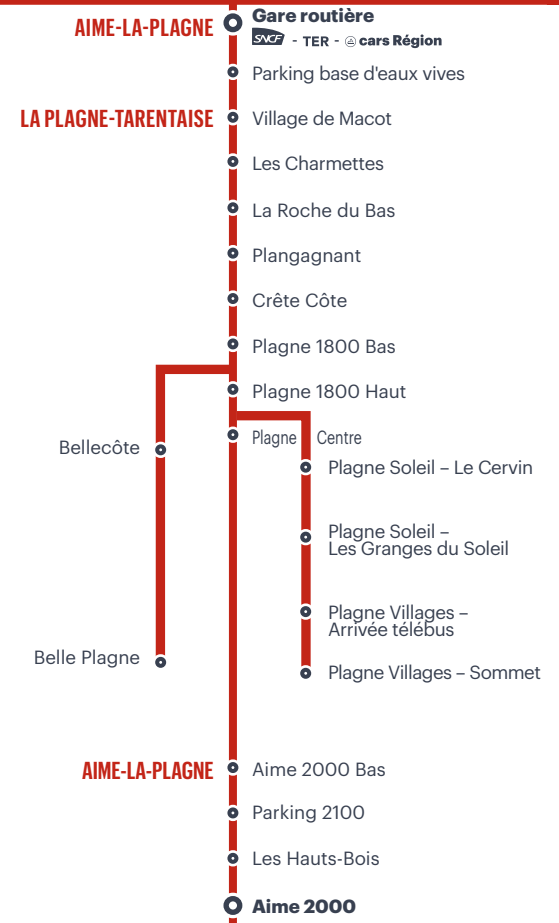 AIME-LA-PLAGNE
Gare routière
SNCF - TER - cars Région
Parking base d'eaux vives
LA PLAGNE-TARENTAISE
Village de Macot
Les Charmettes
La Roche du Bas
Plangagnant
Crête Côte
Plagne 1800 Bas
Plagne 1800 Haut
Plagne Centre
Bellecôte
Plagne Soleil – Le Cervin
Plagne Soleil –
Les Granges du Soleil
Plagne Villages –
Arrivée télébus
Belle Plagne
Plagne Villages – Sommet
AIME-LA-PLAGNE
Aime 2000 Bas
Parking 2100
Les Hauts-Bois
Aime 2000